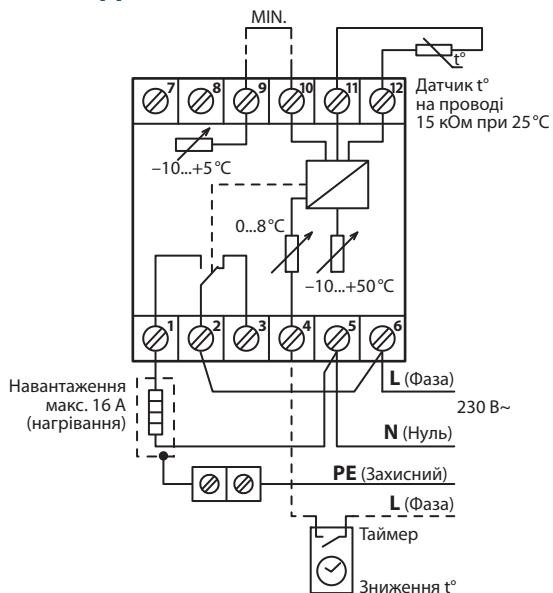 MIN.
7 8 9 10 11 12
t°
Датчик t°
на проводі
15 кОм при 25 °C
–10...+5 °C
0...8 °C
–10...+50 °C
1 2 3 4 5 6
Навантаження
макс. 16 А
(нагрівання)
L (Фаза)
230 В~
N (Нуль)
PE (Захисний)
L (Фаза)
Таймер
Зниження t°